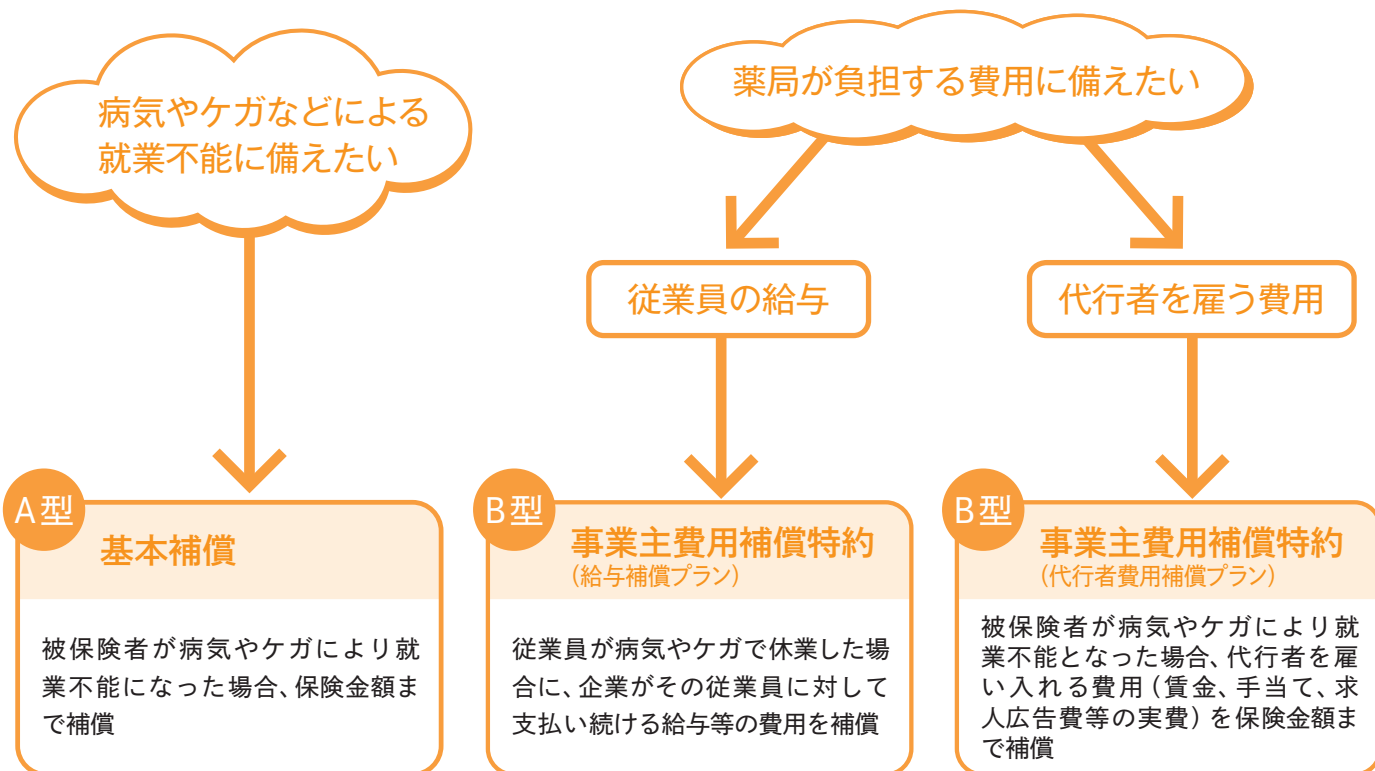 病気やケガなどによる
就業不能に備えたい
薬局が負担する費用に備えたい
従業員の給与
代行者を雇う費用
A型
基本補償
被保険者が病気やケガにより就
業不能になった場合、保険金額ま
で補償
B型
事業主費用補償特約
(給与補償プラン)
従業員が病気やケガで休業した場
合に、企業がその従業員に対して
支払い続ける給与等の費用を補償
B型
事業主費用補償特約
(代行者費用補償プラン)
被保険者が病気やケガにより就
業不能となった場合、代行者を雇
い入れる費用(賃金、手当て、求
人広告費等の実費)を保険金額ま
で補償